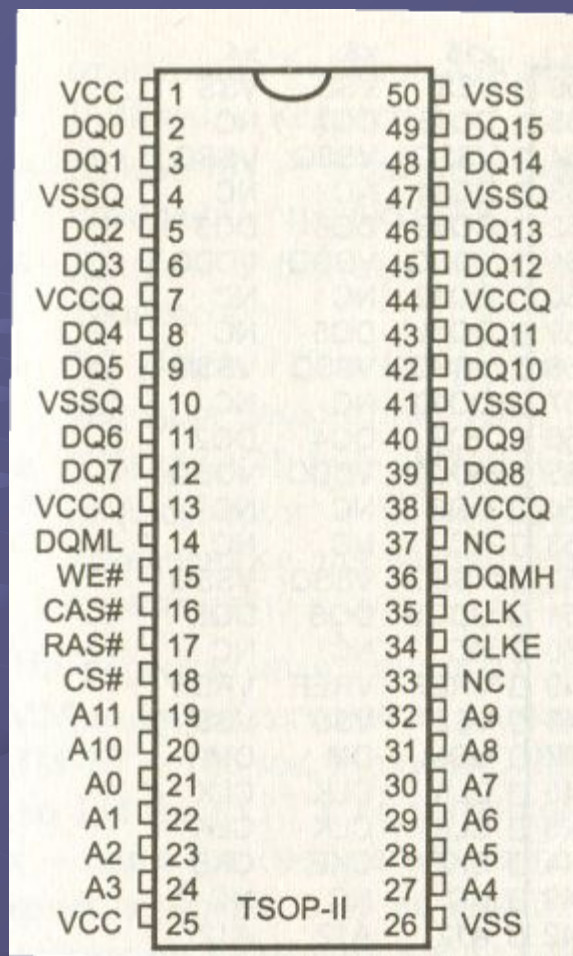 VCC 1 50 VSS
DQ0 2 49 DQ15
DQ1 3 48 DQ14
VSSQ 4 47 VSSQ
DQ2 5 46 DQ13
DQ3 6 45 DQ12
VCCQ 7 44 VCCQ
DQ4 8 43 DQ11
DQ5 9 42 DQ10
VSSQ 10 41 VSSQ
DQ6 11 40 DQ9
DQ7 12 39 DQ8
VCCQ 13 38 VCCQ
DQML 14 37 NC
WE# 15 36 DQMH
CAS# 16 35 CLK
RAS# 17 34 CLKE
CS# 18 33 NC
A11 19 32 A9
A10 20 31 A8
A0 21 30 A7
A1 22 29 A6
A2 23 28 A5
A3 24 27 A4
VCC 25 TSOP-II 26 VSS